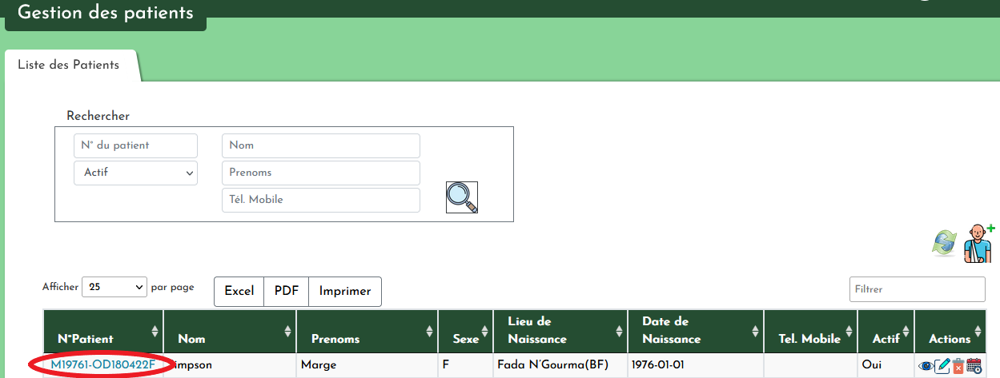 Gestion des patients
Liste des Patients
Rechercher
N° du patient
Nom
Actif
Prenoms
Tél. Mobile
Afficher 25 par page
Excel PDF Imprimer
Filtrer
N°Patient Nom Prenoms Sexe Lieu de Naissance Date de Naissance Tel. Mobile Actif Actions
M19761-OD180422F impson Marge F Fada N'Gourma(BF) 1976-01-01 Oui